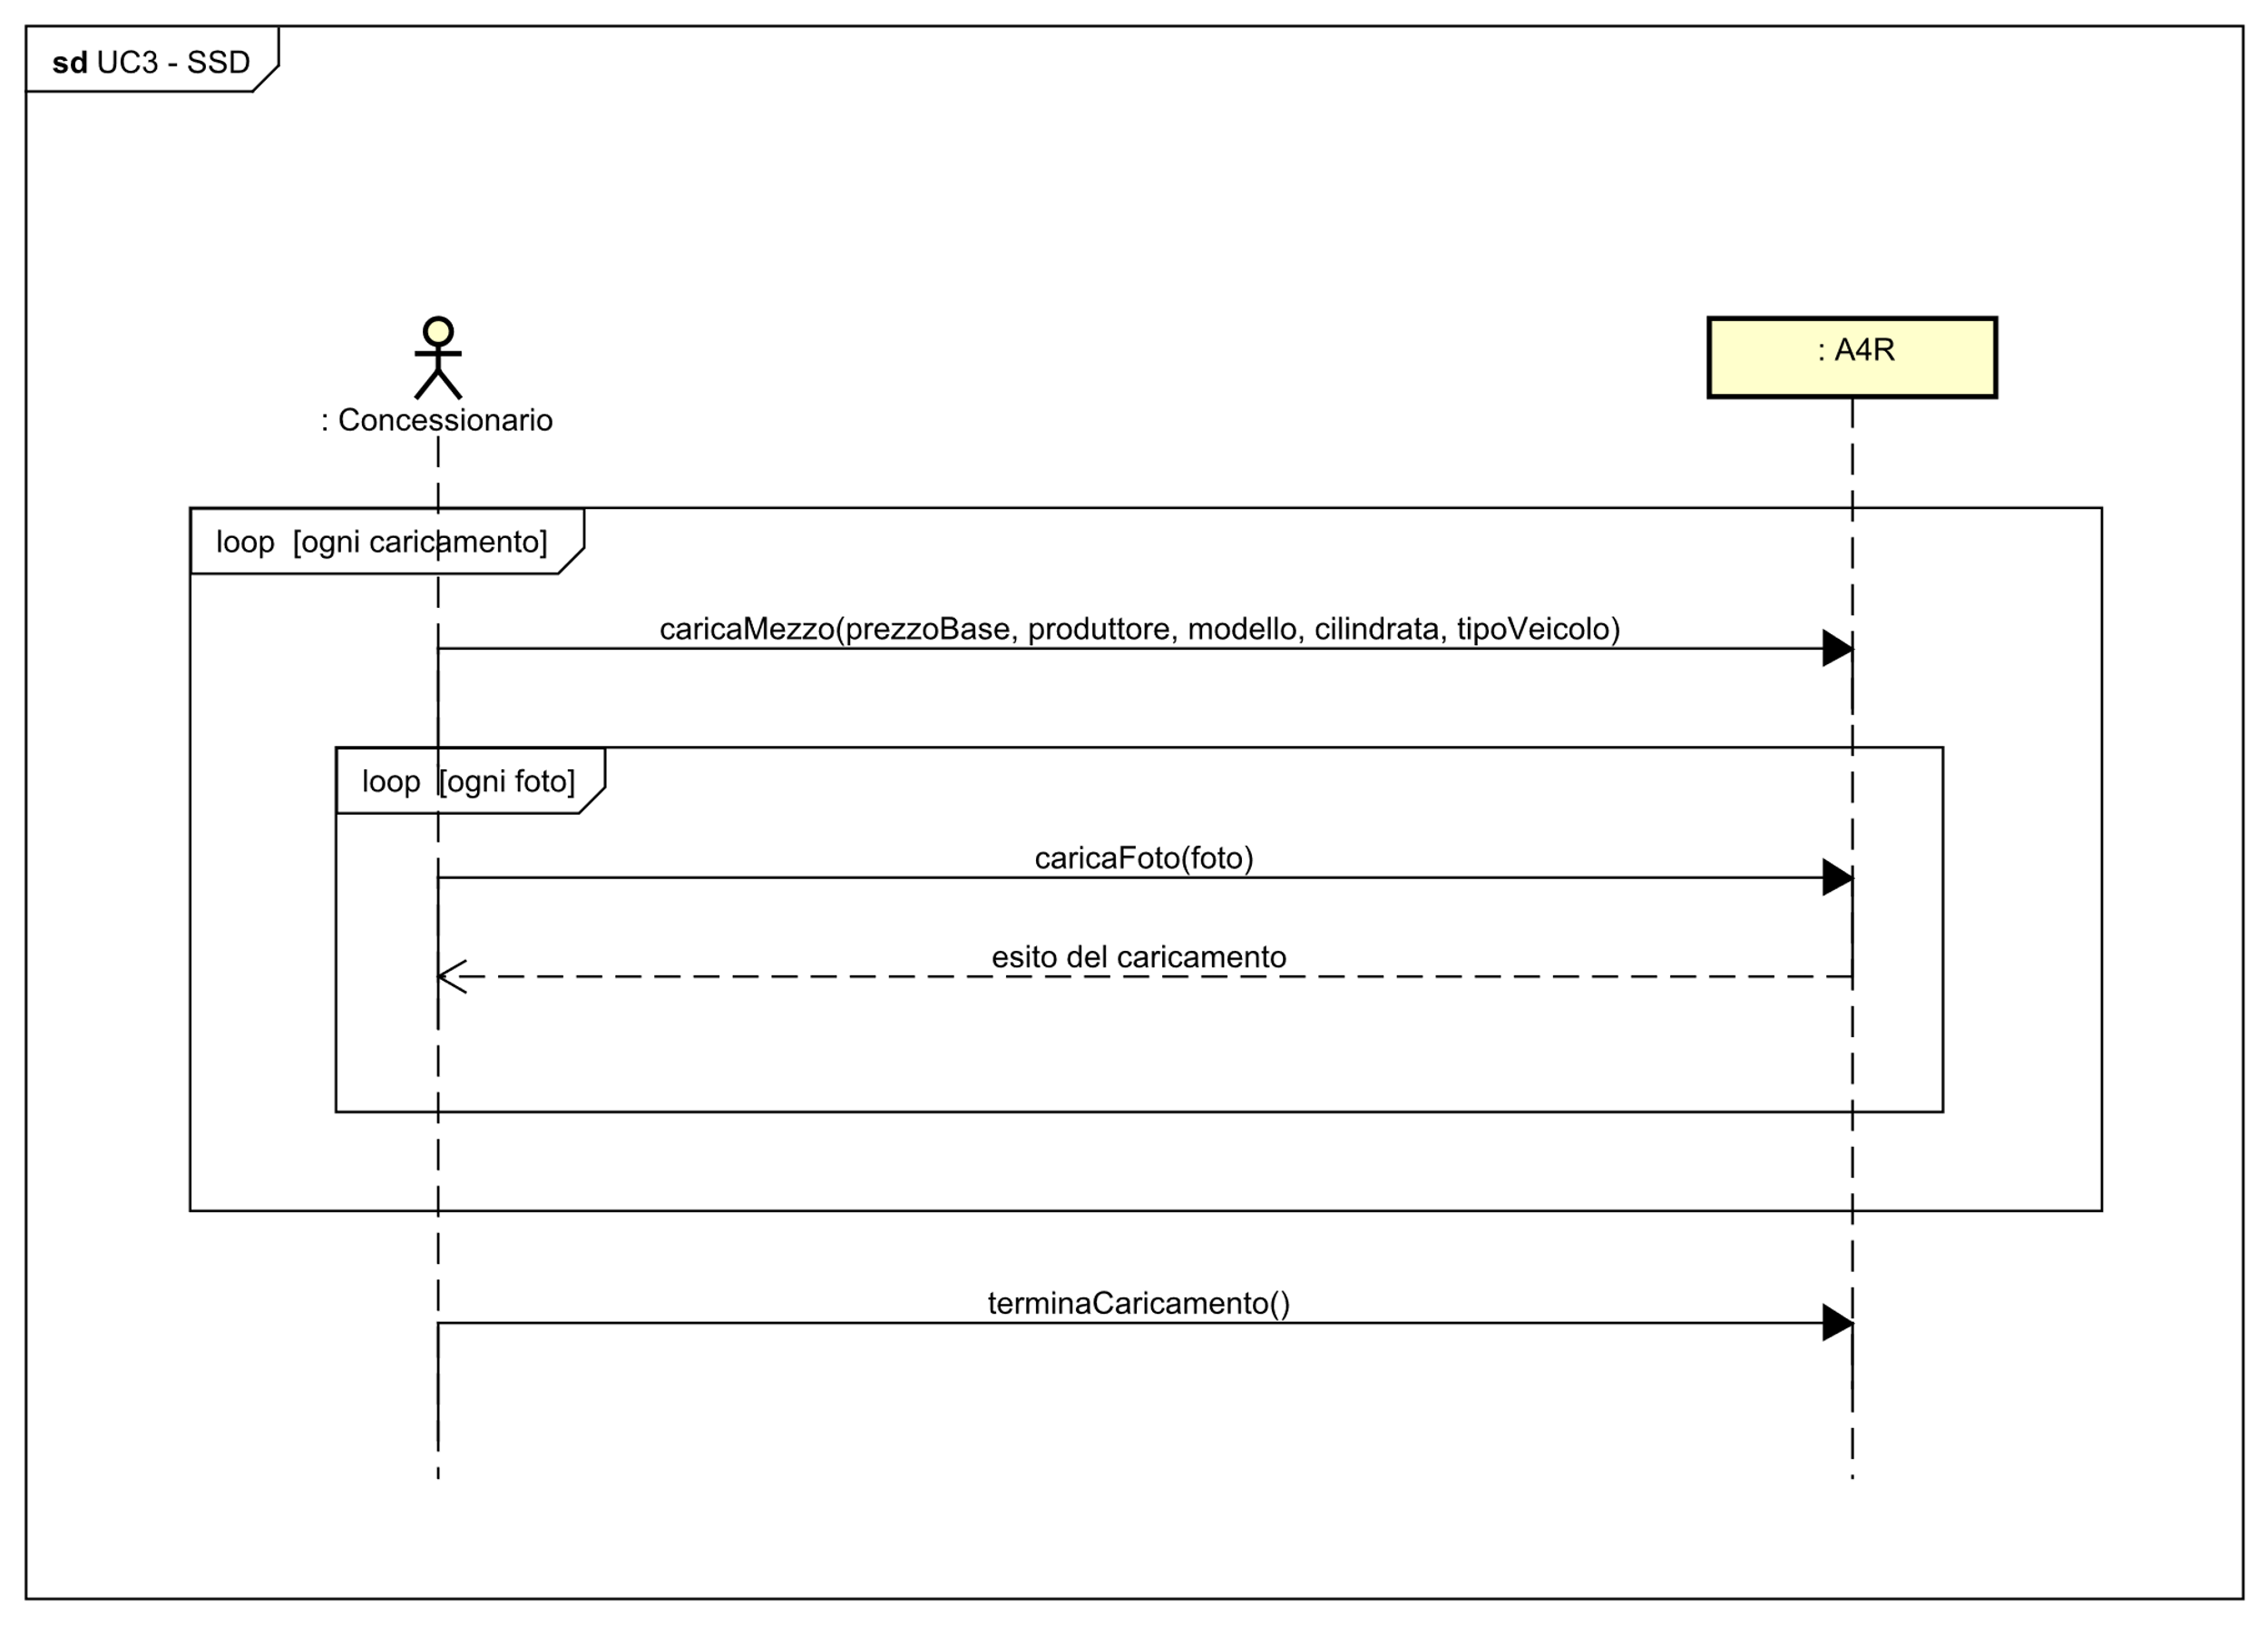 sd UC3 - SSD
: A4R
: Concessionario
loop [ogni caricamento]
caricaMezzo(prezzoBase, produttore, modello, cilindrata, tipoVeicolo)
loop [ogni foto]
caricaFoto(foto)
esito del caricamento
terminaCaricamento()